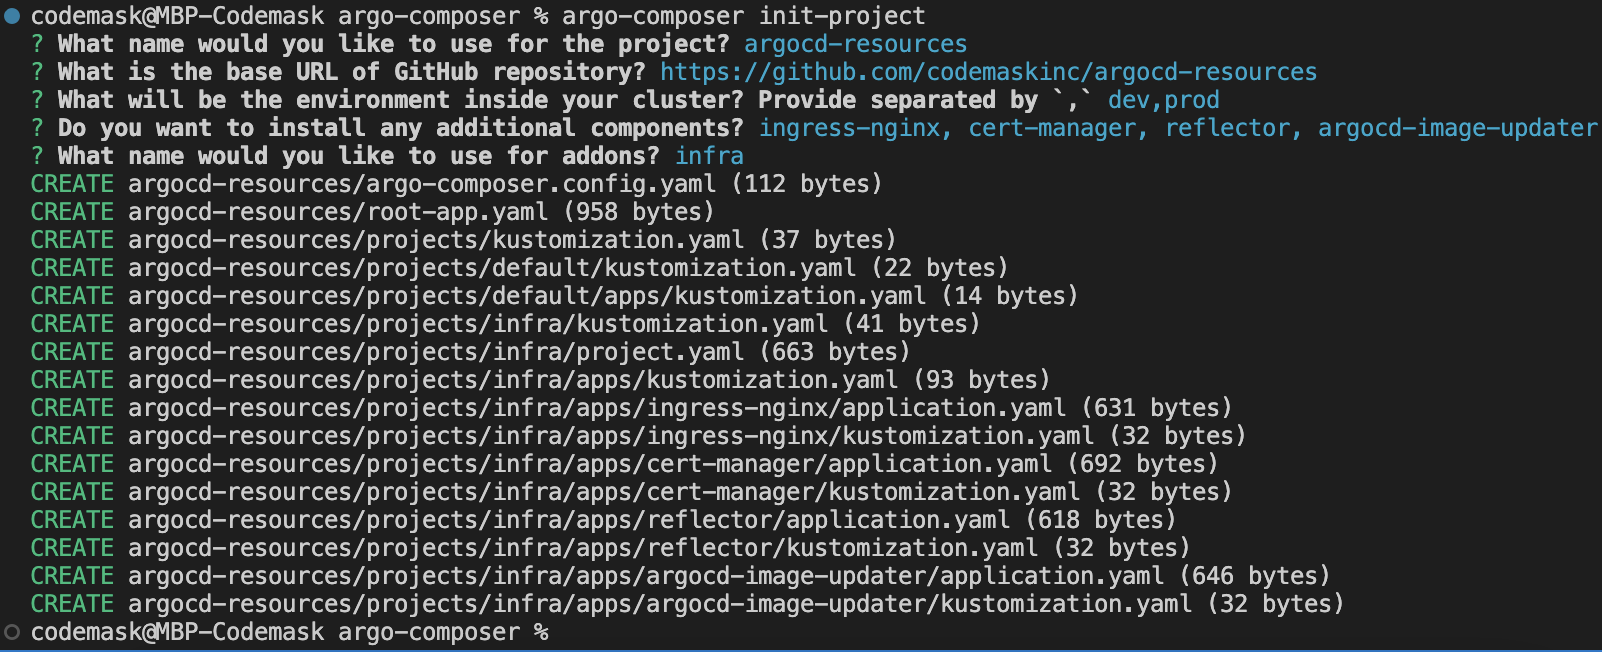 codemask@MBP-Codemask argo-composer % argo-composer init-project
? What name would you like to use for the project? argocd-resources
? What is the base URL of GitHub repository? https://github.com/codemaskinc/argocd-resources
? What will be the environment inside your cluster? Provide separated by `,` dev,prod
? Do you want to install any additional components? ingress-nginx, cert-manager, reflector, argocd-image-updater
? What name would you like to use for addons? infra
CREATE argocd-resources/argo-composer.config.yaml (112 bytes)
CREATE argocd-resources/root-app.yaml (958 bytes)
CREATE argocd-resources/projects/kustomization.yaml (37 bytes)
CREATE argocd-resources/projects/default/kustomization.yaml (22 bytes)
CREATE argocd-resources/projects/default/apps/kustomization.yaml (14 bytes)
CREATE argocd-resources/projects/infra/kustomization.yaml (41 bytes)
CREATE argocd-resources/projects/infra/project.yaml (663 bytes)
CREATE argocd-resources/projects/infra/apps/kustomization.yaml (93 bytes)
CREATE argocd-resources/projects/infra/apps/ingress-nginx/application.yaml (631 bytes)
CREATE argocd-resources/projects/infra/apps/ingress-nginx/kustomization.yaml (32 bytes)
CREATE argocd-resources/projects/infra/apps/cert-manager/application.yaml (692 bytes)
CREATE argocd-resources/projects/infra/apps/cert-manager/kustomization.yaml (32 bytes)
CREATE argocd-resources/projects/infra/apps/reflector/application.yaml (618 bytes)
CREATE argocd-resources/projects/infra/apps/reflector/kustomization.yaml (32 bytes)
CREATE argocd-resources/projects/infra/apps/argocd-image-updater/application.yaml (646 bytes)
CREATE argocd-resources/projects/infra/apps/argocd-image-updater/kustomization.yaml (32 bytes)
codemask@MBP-Codemask argo-composer %